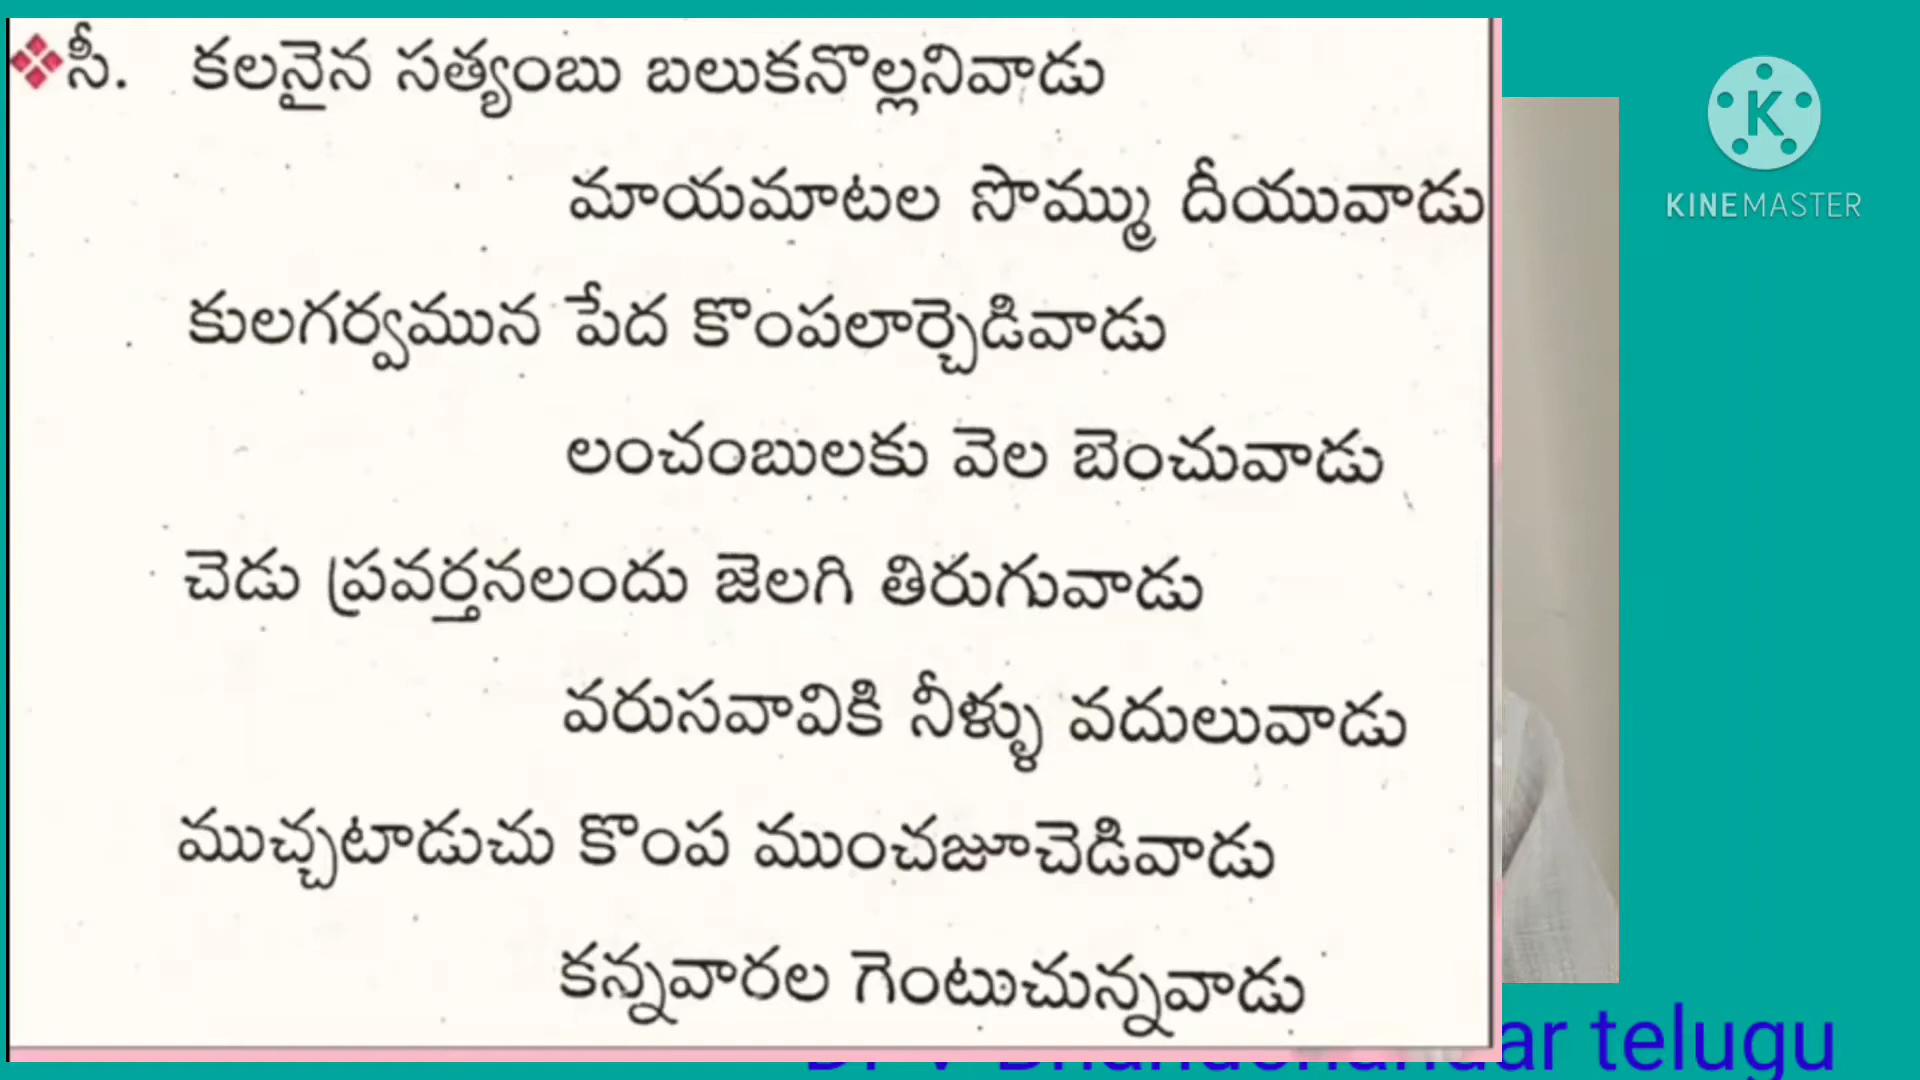 సీ. కలనైన సత్యంబు బలుకనొల్లనివాడు
మాయమాటల సొమ్ము దీయువాడు
కులగర్వమున పేద కొంపలార్చెడివాడు
లంచంబులకు వెల బెంచువాడు
చెడు ప్రవర్తనలందు జెలగి తిరుగువాడు
వరుసవావికి నీళ్ళు వదులువాడు
ముచ్చటాడుచు కొంప ముంచజూచెడివాడు
కన్నవారల గెంటుచున్నవాడు
K
KINEMASTER
telugu